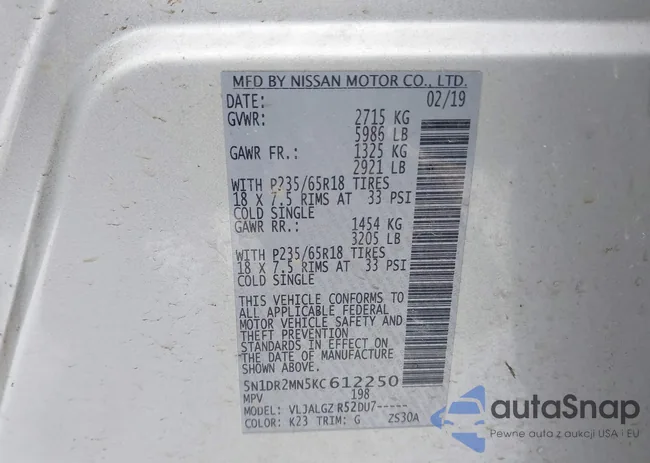 MFD BY NISSAN MOTOR CO., LTD.
DATE: 02/19
GVWR: 2715 KG
5986 LB
GAWR FR.: 1325 KG
2921 LB
WITH P235/65R18 TIRES
18 X 7.5 RIMS AT 33 PSI
COLD SINGLE
GAWR RR.: 1454 KG
3205 LB
WITH P235/65R18 TIRES
18 X 7.5 RIMS AT 33 PSI
COLD SINGLE
THIS VEHICLE CONFORMS TO
ALL APPLICABLE FEDERAL
MOTOR VEHICLE SAFETY AND
THEFT PREVENTION
STANDARDS IN EFFECT ON
THE DATE OF MANUFACTURE
SHOWN ABOVE.
5N1DR2MN5KC612250
MPV 198
MODEL: VLJALGZ R52DU7-----
COLOR: K23 TRIM: G ZS30A
autoSnap
Pewne auto z aukcji USA i EU